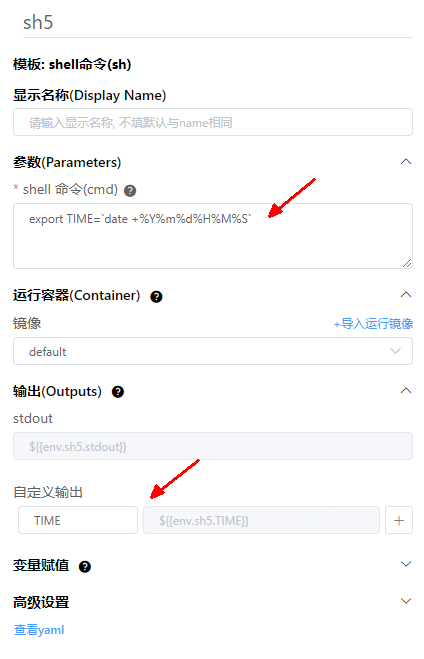 sh5
模板: shell命令(sh)
显示名称(Display Name)
请输入显示名称, 不填默认与name相同
参数(Parameters)
* shell 命令(cmd) ?
export TIME=`date +%Y%m%d%H%M%S`
运行容器(Container) ?
镜像 +导入运行镜像
default
输出(Outputs) ?
stdout
${{env.sh5.stdout}}
自定义输出
TIME ${{env.sh5.TIME}} +
变量赋值 ?
高级设置
查看yaml